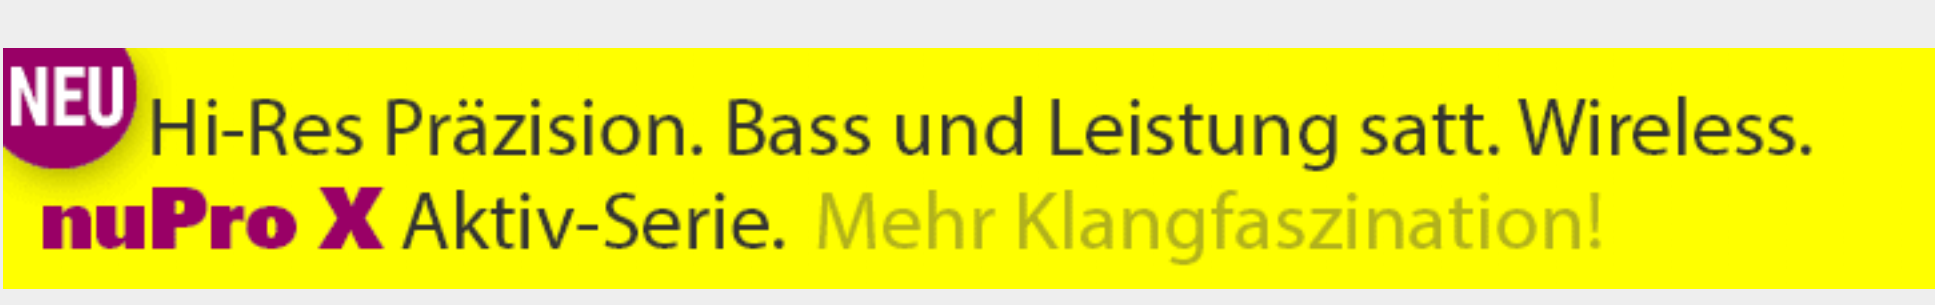 NEU
Hi-Res Präzision. Bass und Leistung satt. Wireless.
nuPro X Aktiv-Serie. Mehr Klangfaszination!